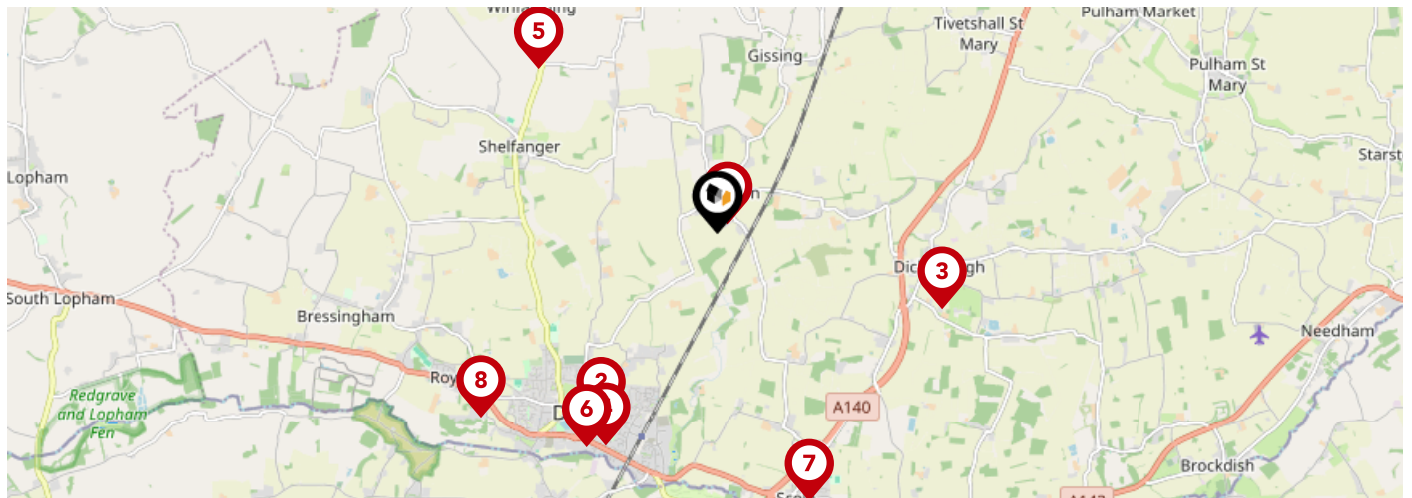 5
Tivetshall St
Mary
Pulham Market
Gissing
Pulham St
Mary
Shelfanger
Lopham
3
South Lopham
Bressingham
Needham
8
2
Redgrave
and Lopham
Fen
6
A140
7
Brockdish